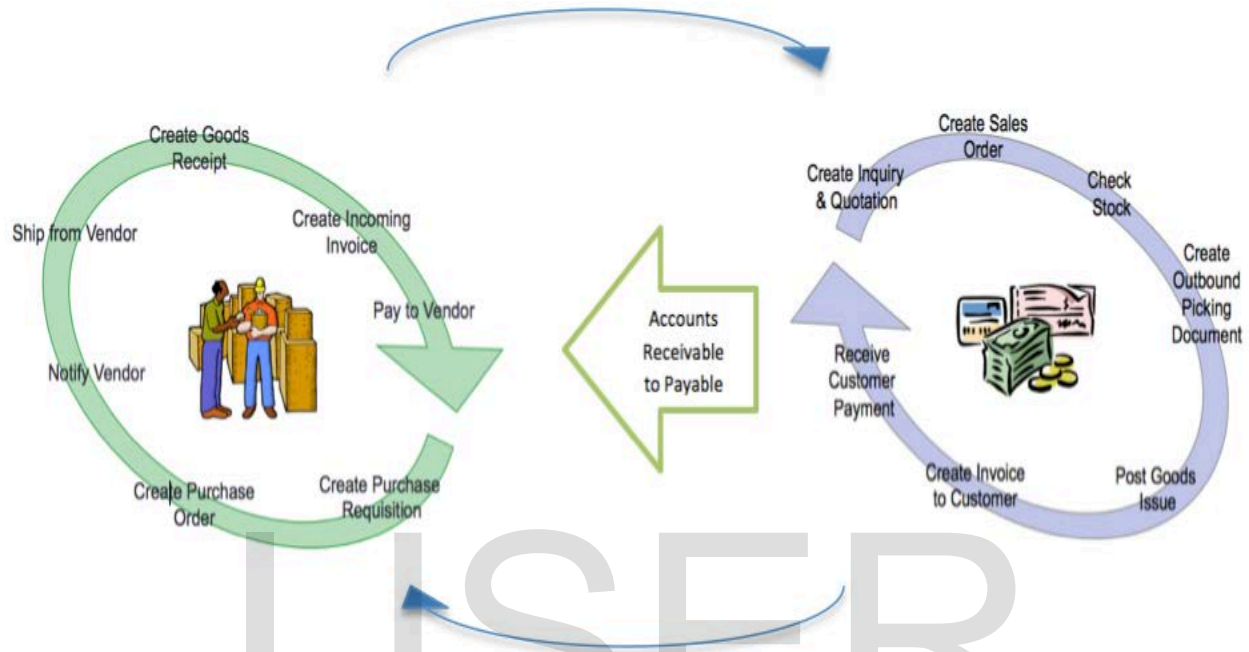 Create Goods
Receipt
Ship from Vendor
Create Incoming
Invoice
Pay to Vendor
Notify Vendor
Create Purchase
Order
Create Purchase
Requisition
Accounts
Receivable
to Payable
Create Inquiry
& Quotation
Create Sales
Order
Check
Stock
Create
Outbound
Picking
Document
Receive
Customer
Payment
Create Invoice
to Customer
Post Goods
Issue